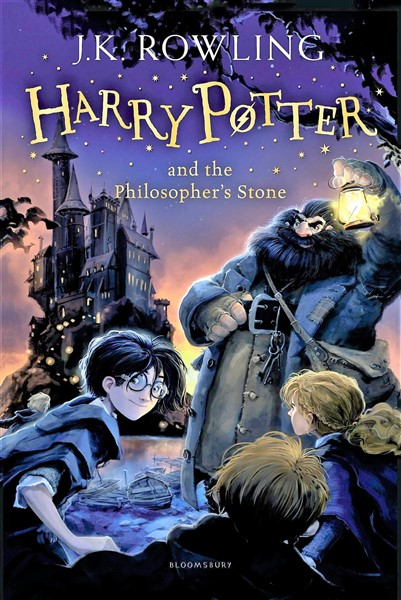 J.K. ROWLING
HARRY POTTER
and the
Philosopher's Stone
BLOOMSBURY